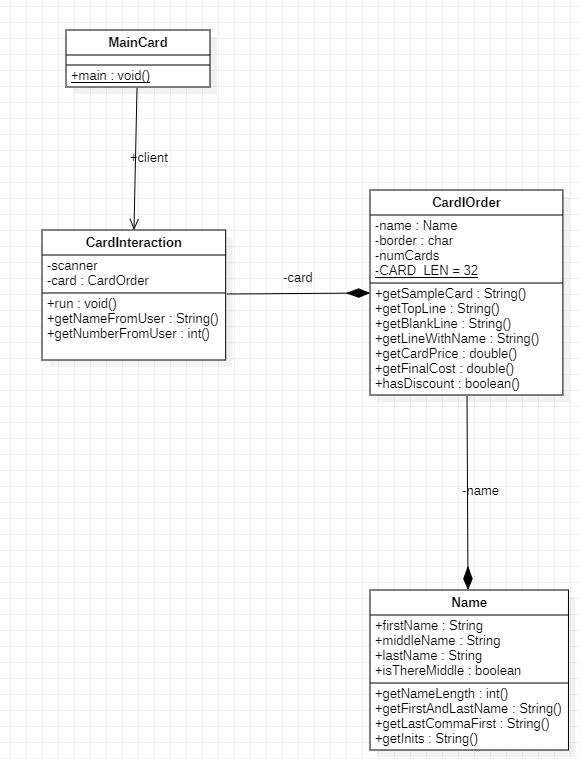 MainCard
+main : void()
+client
CardInteraction
-scanner
-card : CardOrder
+run : void()
+getNameFromUser : String()
+getNumberFromUser : int()
-card
CardIOrder
-name : Name
-border : char
-numCards
-CARD_LEN = 32
+getSampleCard : String()
+getTopLine : String()
+getBlankLine : String()
+getLineWithName : String()
+getCardPrice : double()
+getFinalCost : double()
+hasDiscount : boolean()
-name
Name
+firstName : String
+middleName : String
+lastName : String
+isThereMiddle : boolean
+getNameLength : int()
+getFirstAndLastName : String()
+getLastCommaFirst : String()
+getInits : String()